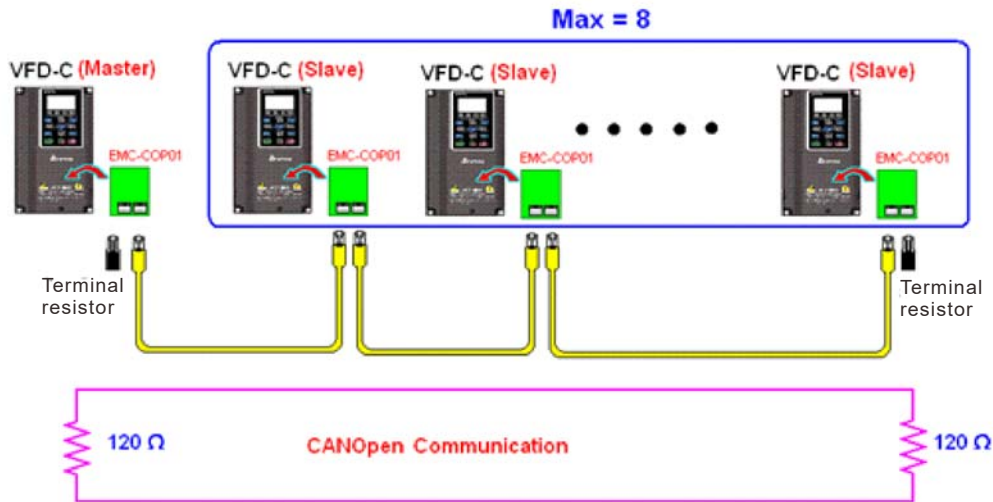 Max = 8
VFD-C (Master)
VFD-C (Slave)
VFD-C (Slave)
VFD-C (Slave)
EMC-COP01
EMC-COP01
EMC-COP01
EMC-COP01
Terminal
resistor
Terminal
resistor
120 Ω
CANOpen Communication
120 Ω